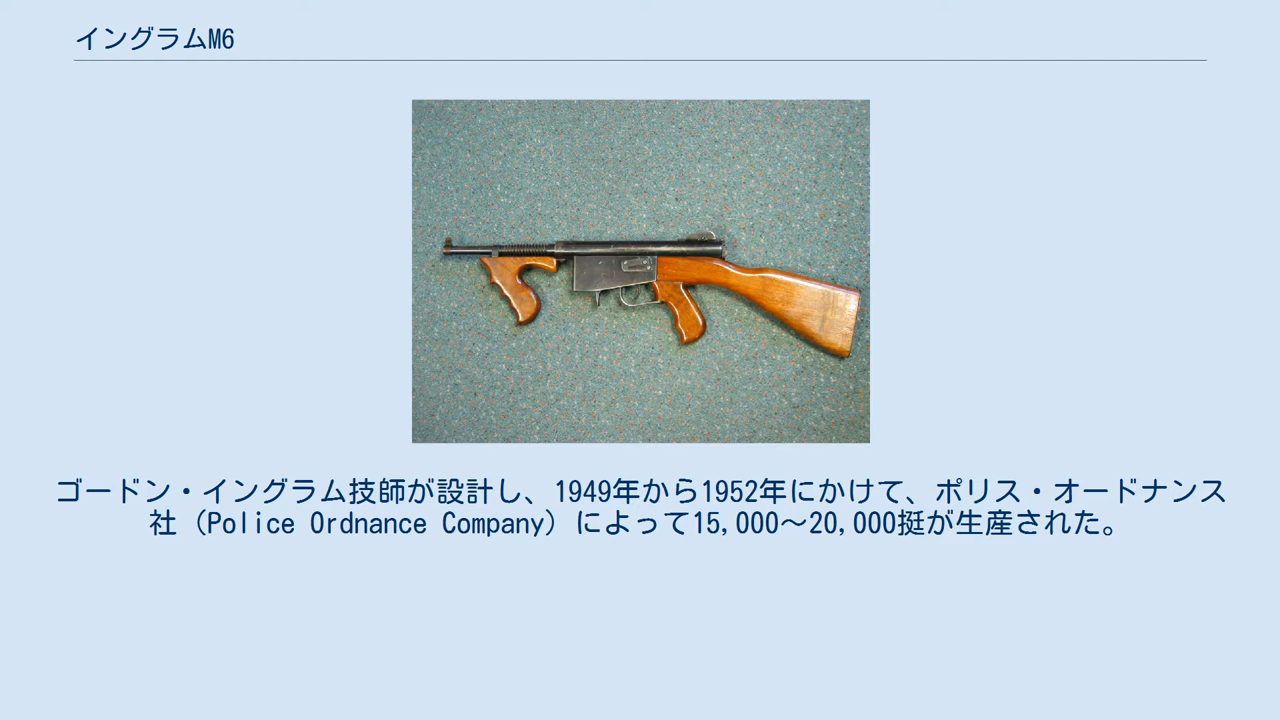 イングラムM6
ゴードン・イングラム技師が設計し、1949年から1952年にかけて、ポリス・オードナンス
社（Police Ordnance Company）によって15,000～20,000挺が生産された。